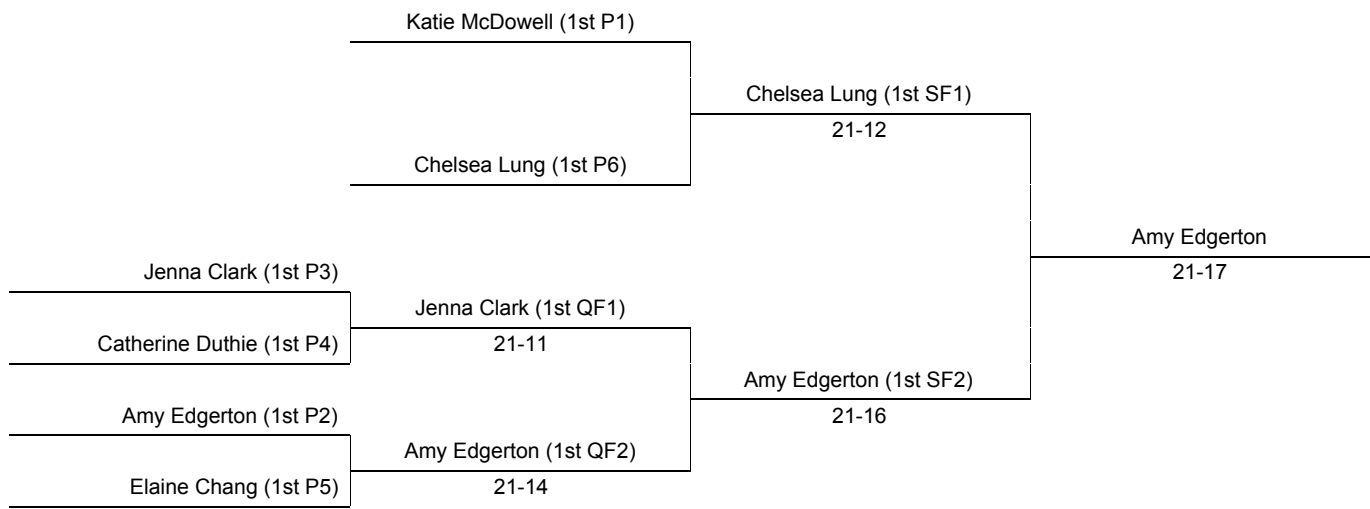 Katie McDowell (1st P1)
Chelsea Lung (1st SF1)
21-12
Chelsea Lung (1st P6)
Amy Edgerton
21-17
Jenna Clark (1st P3)
Jenna Clark (1st QF1)
21-11
Catherine Duthie (1st P4)
Amy Edgerton (1st SF2)
21-16
Amy Edgerton (1st P2)
Amy Edgerton (1st QF2)
21-14
Elaine Chang (1st P5)